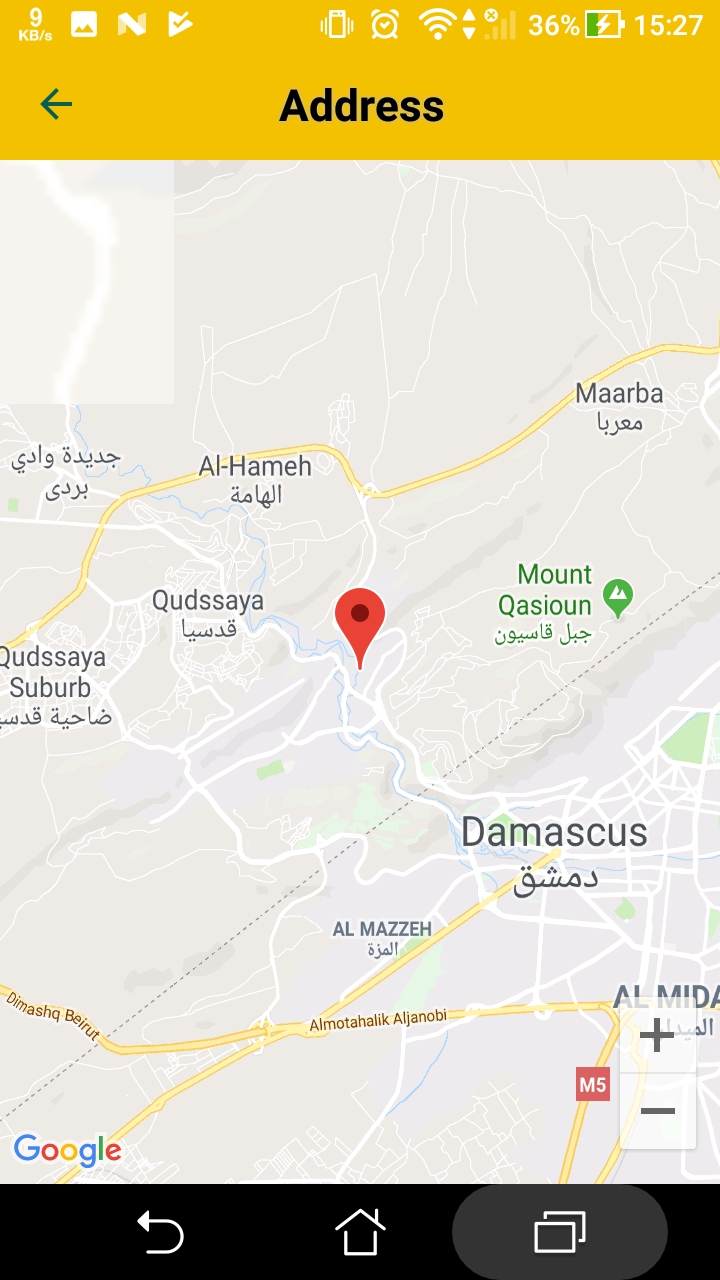 9
KB/s
36%
15:27
Address
Maarba
معربا
جديدة وادي
بردى
Al-Hameh
الهامة
Mount
Qasioun
جبل قاسيون
Qudssaya
قدسيا
Qudssaya
Suburb
ضاحية قدسي
Damascus
دمشق
AL MAZZEH
المزة
AL MIDA
الميدا
Dimashq Beirut
Almotahalik Aljanobi
M5
Google